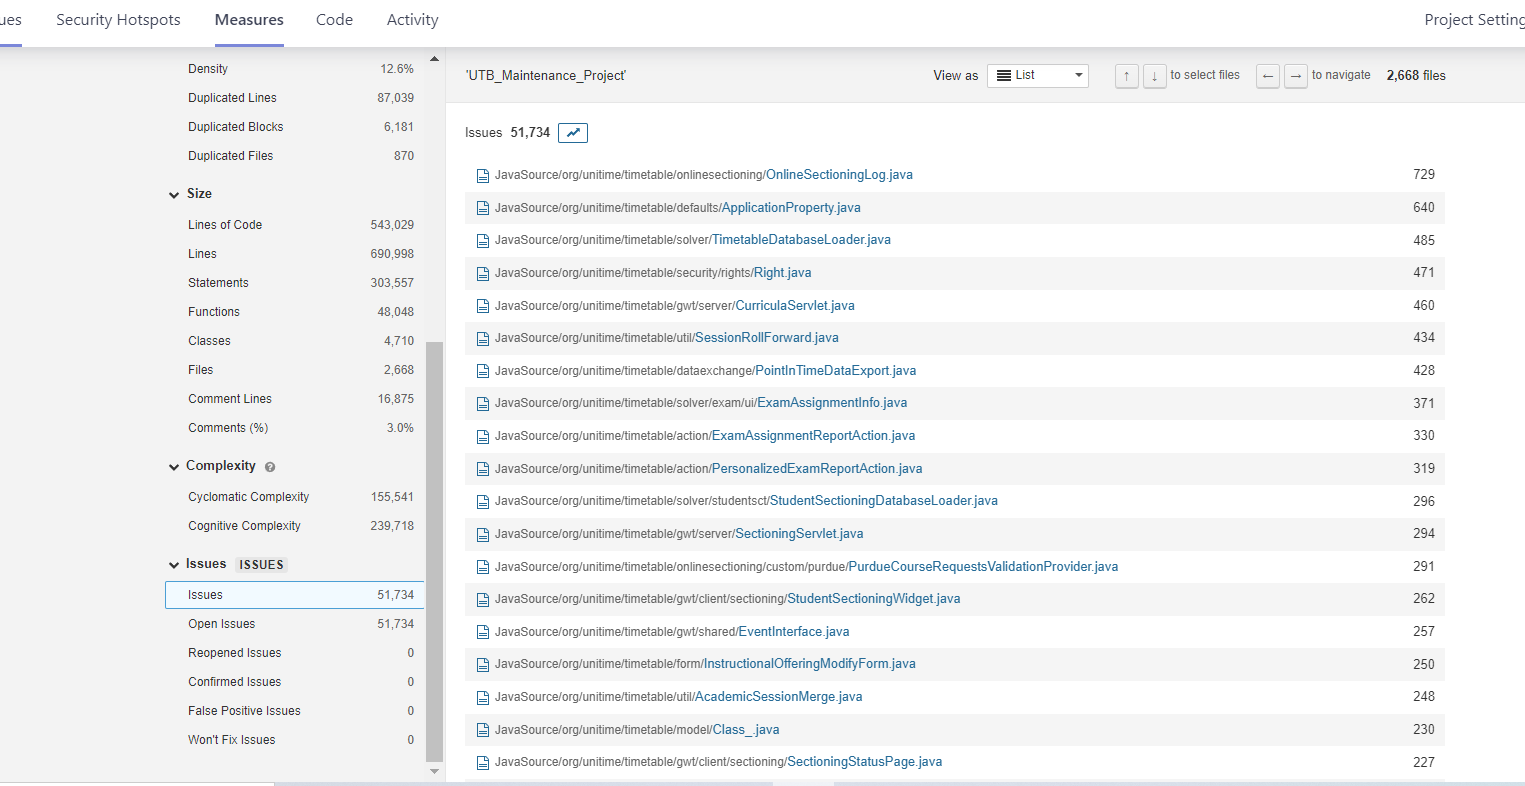 ues Security Hotspots Measures Code Activity Project Setting
Density 12.6%
Duplicated Lines 87,039
Duplicated Blocks 6,181
Duplicated Files 870
Size
Lines of Code 543,029
Lines 690,998
Statements 303,557
Functions 48,048
Classes 4,710
Files 2,668
Comment Lines 16,875
Comments (%) 3.0%
Complexity ?
Cyclomatic Complexity 155,541
Cognitive Complexity 239,718
Issues ISSUES
Issues 51,734
Open Issues 51,734
Reopened Issues 0
Confirmed Issues 0
False Positive Issues 0
Won't Fix Issues 0
'UTB_Maintenance_Project' View as List ↑ ↓ to select files ← → to navigate 2,668 files
Issues 51,734
JavaSource/org/unitime/timetable/onlinesectioning/OnlineSectioningLog.java 729
JavaSource/org/unitime/timetable/defaults/ApplicationProperty.java 640
JavaSource/org/unitime/timetable/solver/TimetableDatabaseLoader.java 485
JavaSource/org/unitime/timetable/security/rights/Right.java 471
JavaSource/org/unitime/timetable/gwt/server/CurriculaServlet.java 460
JavaSource/org/unitime/timetable/util/SessionRollForward.java 434
JavaSource/org/unitime/timetable/dataexchange/PointInTimeDataExport.java 428
JavaSource/org/unitime/timetable/solver/exam/ui/ExamAssignmentInfo.java 371
JavaSource/org/unitime/timetable/action/ExamAssignmentReportAction.java 330
JavaSource/org/unitime/timetable/action/PersonalizedExamReportAction.java 319
JavaSource/org/unitime/timetable/solver/studentsct/StudentSectioningDatabaseLoader.java 296
JavaSource/org/unitime/timetable/gwt/server/SectioningServlet.java 294
JavaSource/org/unitime/timetable/onlinesectioning/custom/purdue/PurdueCourseRequestsValidationProvider.java 291
JavaSource/org/unitime/timetable/gwt/client/sectioning/StudentSectioningWidget.java 262
JavaSource/org/unitime/timetable/gwt/shared/EventInterface.java 257
JavaSource/org/unitime/timetable/form/InstructionalOfferingModifyForm.java 250
JavaSource/org/unitime/timetable/util/AcademicSessionMerge.java 248
JavaSource/org/unitime/timetable/model/Class_.java 230
JavaSource/org/unitime/timetable/gwt/client/sectioning/SectioningStatusPage.java 227